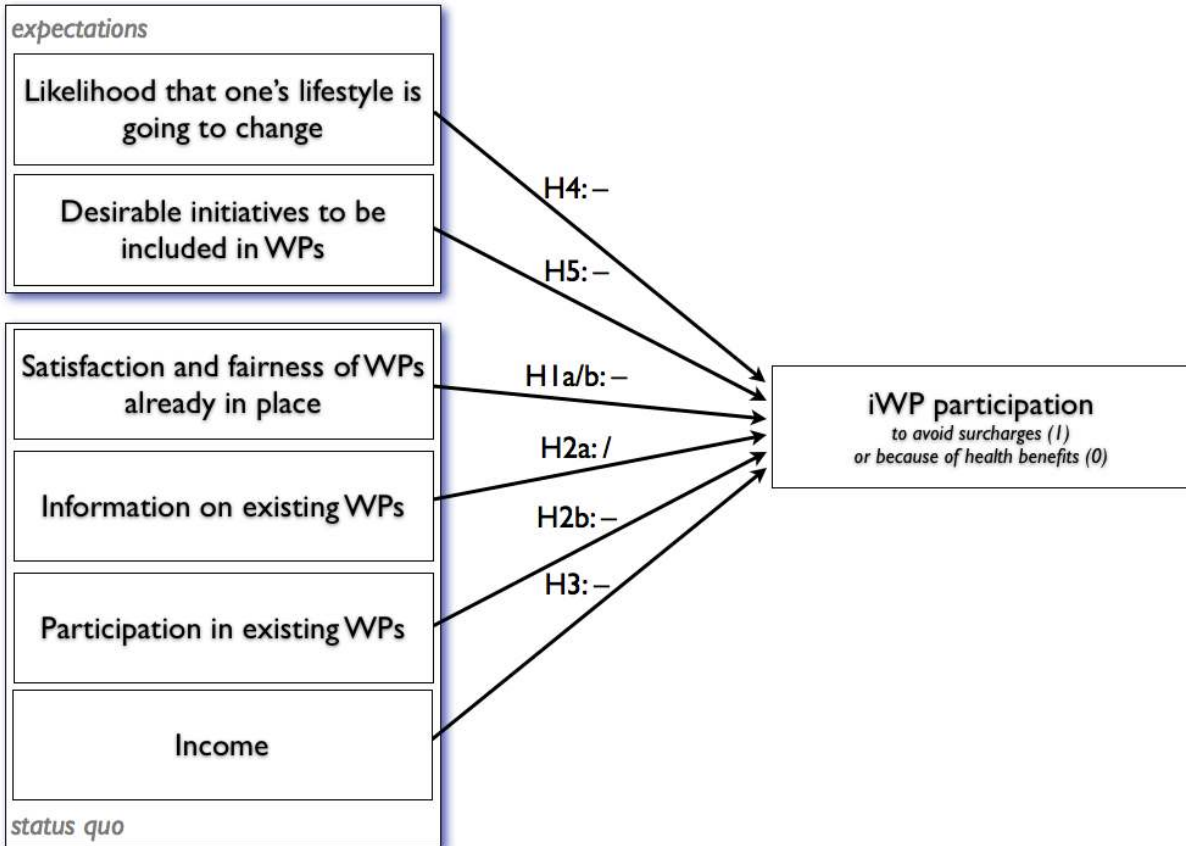 expectations
Likelihood that one's lifestyle is
going to change
Desirable initiatives to be
included in WPs
Satisfaction and fairness of WPs
already in place
Information on existing WPs
Participation in existing WPs
Income
status quo
H4: –
H5: –
H1a/b: –
H2a: /
H2b: –
H3: –
iWP participation
to avoid surcharges (1)
or because of health benefits (0)